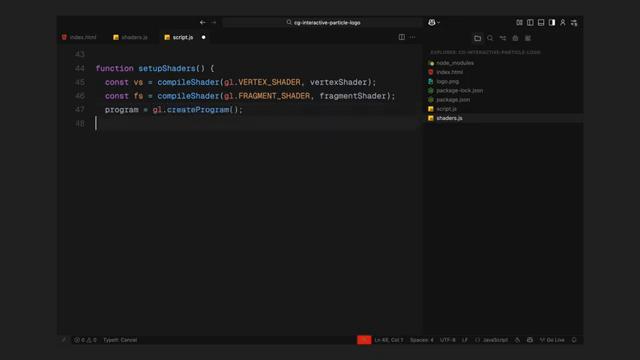 cg-interactive-particle-logo
index.html
shaders.js
script.js
EXPLORER: CG-INTERACTIVE-PARTICLE-LOGO
node_modules
index.html
logo.png
package-lock.json
package.json
script.js
shaders.js
43
44 function setupShaders() {
45 const vs = compileShader(gl.VERTEX_SHADER, vertexShader);
46 const fs = compileShader(gl.FRAGMENT_SHADER, fragmentShader);
47 program = gl.createProgram();
48
0 0 Type4: Cancel Ln 48, Col 1 Spaces: 4 UTF-8 LF {} JavaScript Go Live